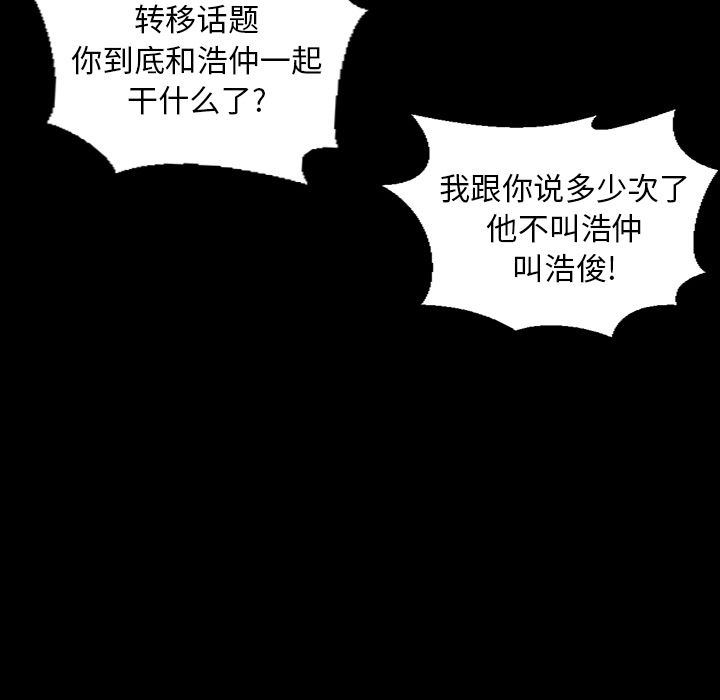 转移话题
你到底和浩仲一起
干什么了?
我跟你说多少次了
他不叫浩仲
叫浩俊!